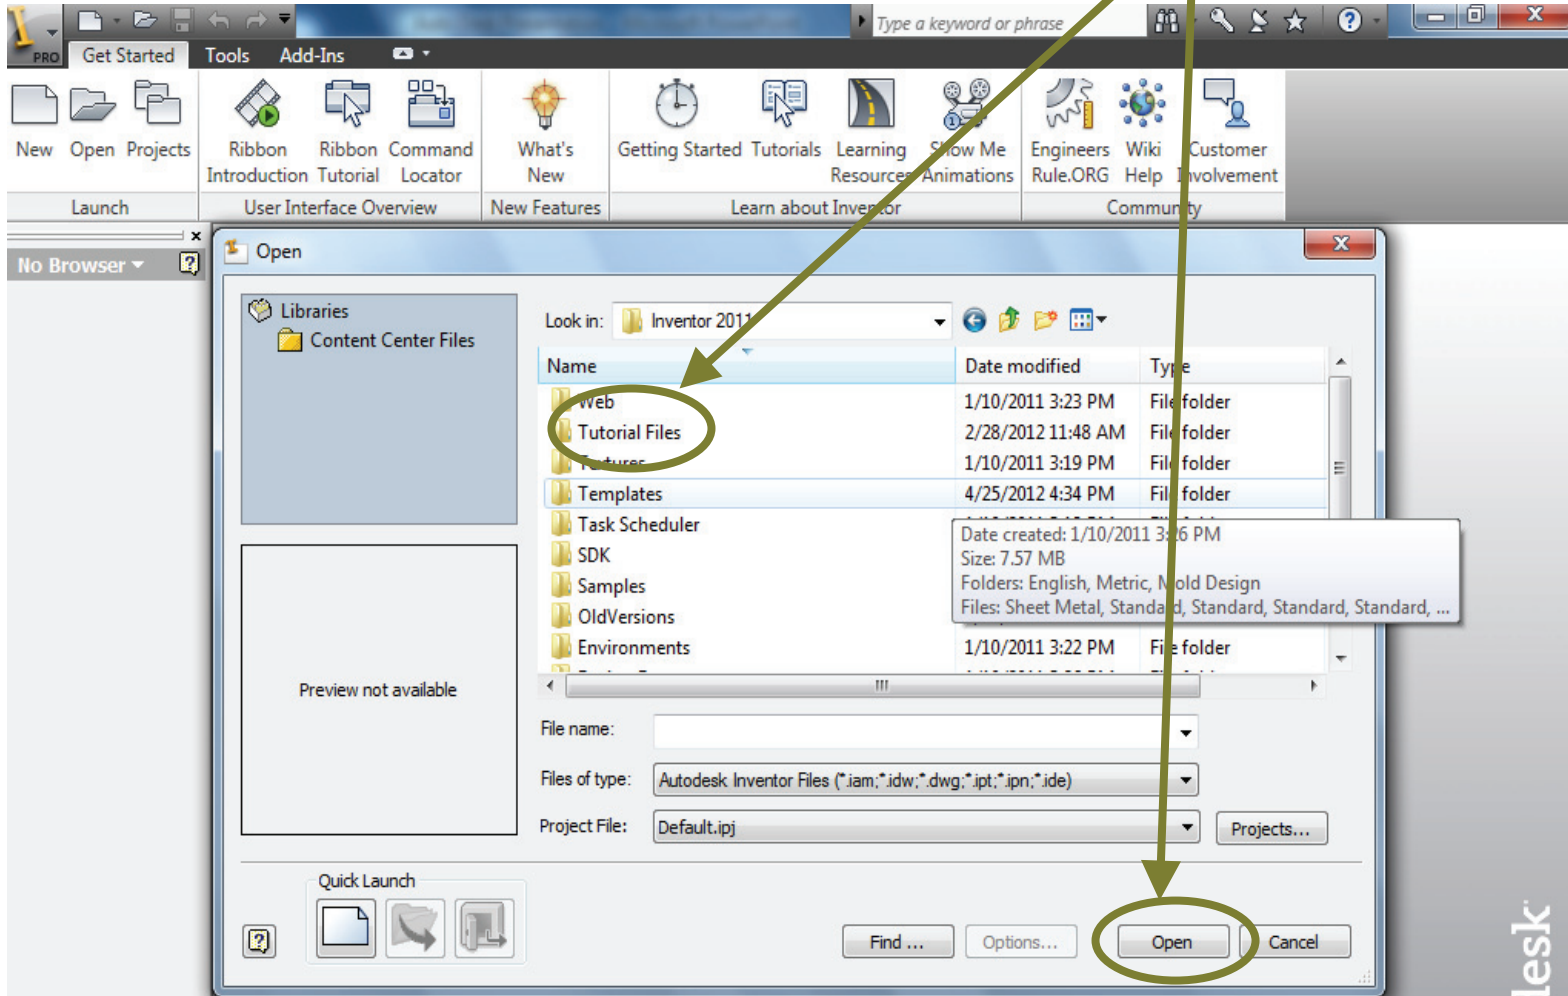 Type a keyword or phrase
PRO
Get Started Tools Add-Ins
New Open Projects
Ribbon Introduction
Ribbon Tutorial
Command Locator
What's New
Getting Started Tutorials
Learning Resources
Show Me Animations
Engineers Rule.ORG
Wiki Help
Customer Involvement
Launch User Interface Overview New Features Learn about Inventor Community
No Browser
Open
Libraries
Content Center Files
Look in: Inventor 2011
Name Date modified Type
Web 1/10/2011 3:23 PM File folder
Tutorial Files 2/28/2012 11:48 AM File folder
Textures 1/10/2011 3:19 PM File folder
Templates 4/25/2012 4:34 PM File folder
Task Scheduler
SDK
Samples
OldVersions
Environments 1/10/2011 3:22 PM File folder
Date created: 1/10/2011 3:26 PM
Size: 7.57 MB
Folders: English, Metric, Mold Design
Files: Sheet Metal, Standard, Standard, Standard, Standard, ...
Preview not available
File name:
Files of type: Autodesk Inventor Files (*.iam;*.idw;*.dwg;*.ipt;*.ipn;*.ide)
Project File: Default.ipj Projects...
Quick Launch
Find ... Options... Open Cancel
desk